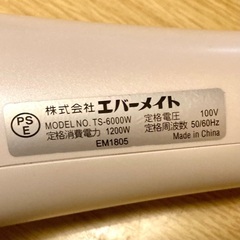 PS
E
株式会社 エバーメイト
MODEL NO. TS-6000W 定格電圧 100V
定格消費電力 1200W 定格周波数 50/60Hz
EM1805 Made in China